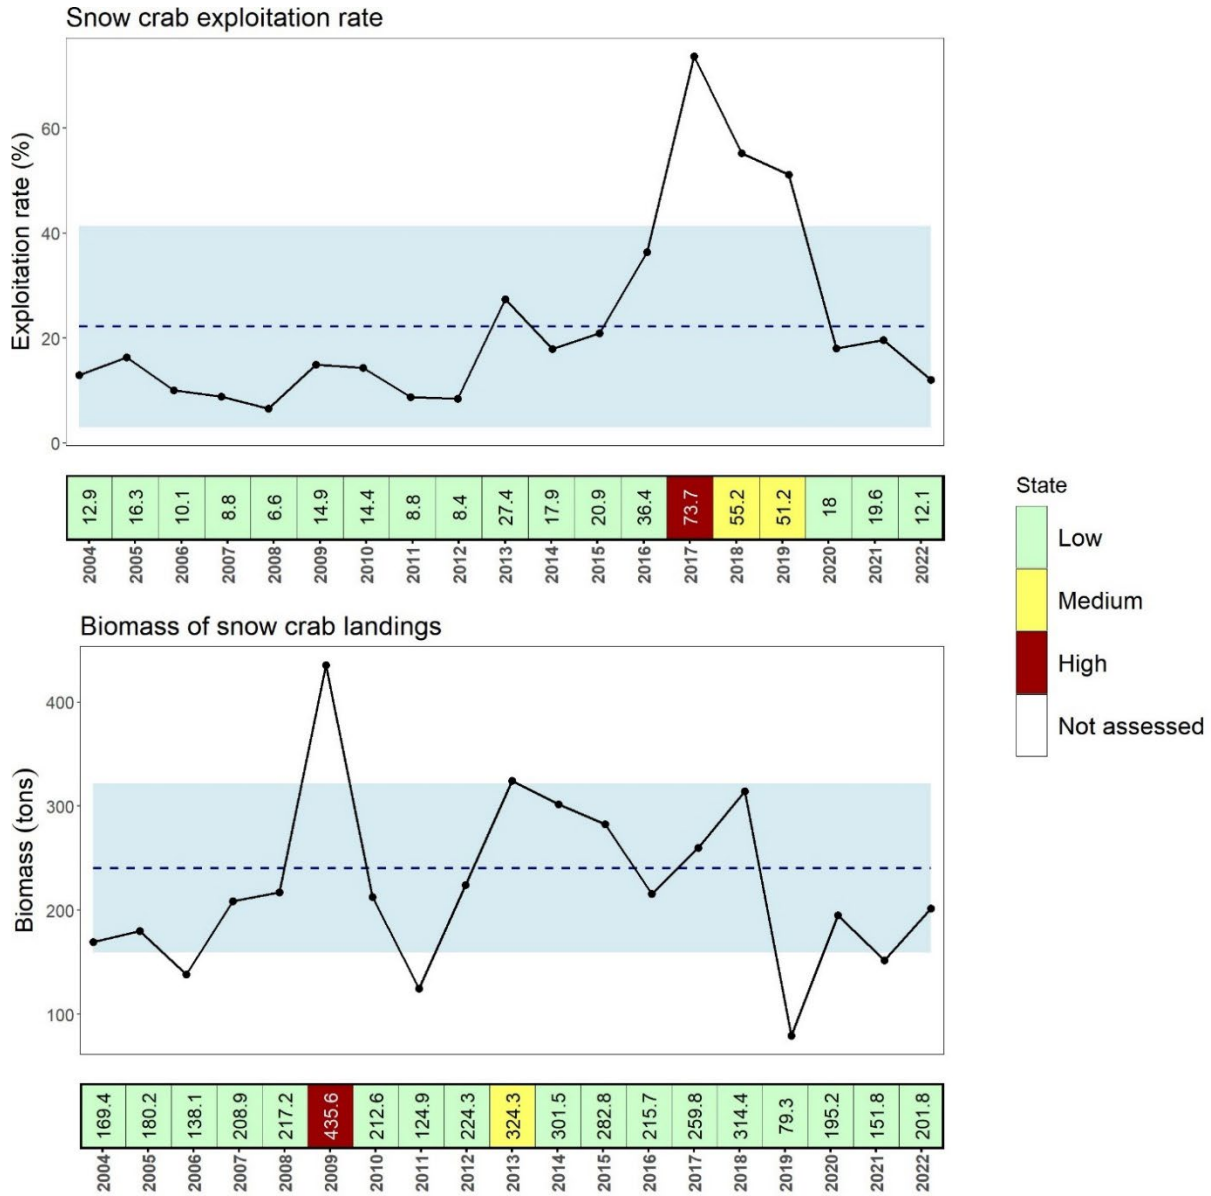 Snow crab exploitation rate
Exploitation rate (%)
60
40
20
0
12.9 16.3 10.1 8.8 6.6 14.9 14.4 8.8 8.4 27.4 17.9 20.9 36.4 73.7 55.2 51.2 18 19.6 12.1
2004 2005 2006 2007 2008 2009 2010 2011 2012 2013 2014 2015 2016 2017 2018 2019 2020 2021 2022
State
Low
Medium
High
Not assessed
Biomass of snow crab landings
Biomass (tons)
400
300
200
100
169.4 180.2 138.1 208.9 217.2 435.6 212.6 124.9 224.3 324.3 301.5 282.8 215.7 259.8 314.4 79.3 195.2 151.8 201.8
2004 2005 2006 2007 2008 2009 2010 2011 2012 2013 2014 2015 2016 2017 2018 2019 2020 2021 2022